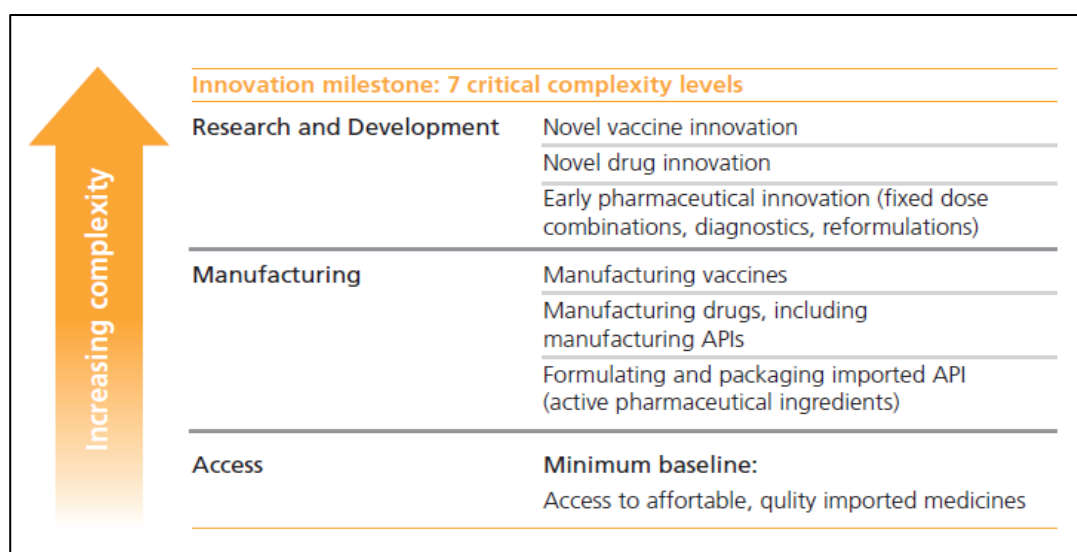 Innovation milestone: 7 critical complexity levels
Increasing complexity
Research and Development
Novel vaccine innovation
Novel drug innovation
Early pharmaceutical innovation (fixed dose
combinations, diagnostics, reformulations)
Manufacturing
Manufacturing vaccines
Manufacturing drugs, including
manufacturing APIs
Formulating and packaging imported API
(active pharmaceutical ingredients)
Access
Minimum baseline:
Access to affortable, qulity imported medicines